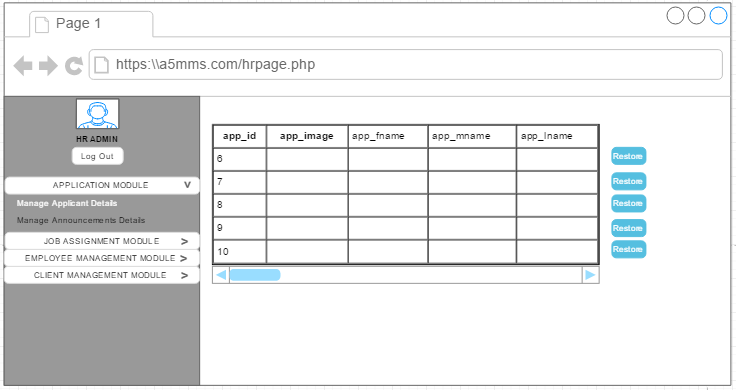 Page 1
https:\\a5mms.com/hrpage.php
HR ADMIN
Log Out
APPLICATION MODULE V
Manage Applicant Details
Manage Announcements Details
JOB ASSIGNMENT MODULE >
EMPLOYEE MANAGEMENT MODULE >
CLIENT MANAGEMENT MODULE >
app_id app_image app_fname app_mname app_lname
6 Restore
7 Restore
8 Restore
9 Restore
10 Restore